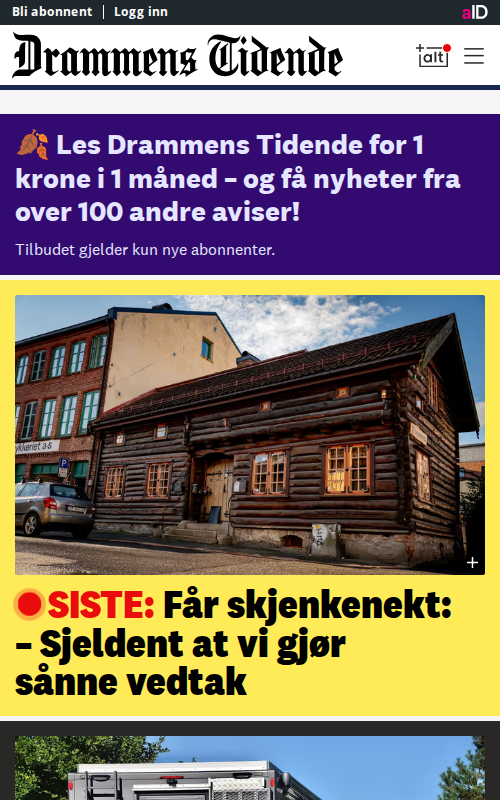 Bli abonnent | Logg inn
aID
Drammens Tidende
+alt
🍂 Les Drammens Tidende for 1
krone i 1 måned – og få nyheter fra
over 100 andre aviser!
Tilbudet gjelder kun nye abonnenter.
P
SISTE: Får skjenkenekt:
– Sjeldent at vi gjør
sånne vedtak